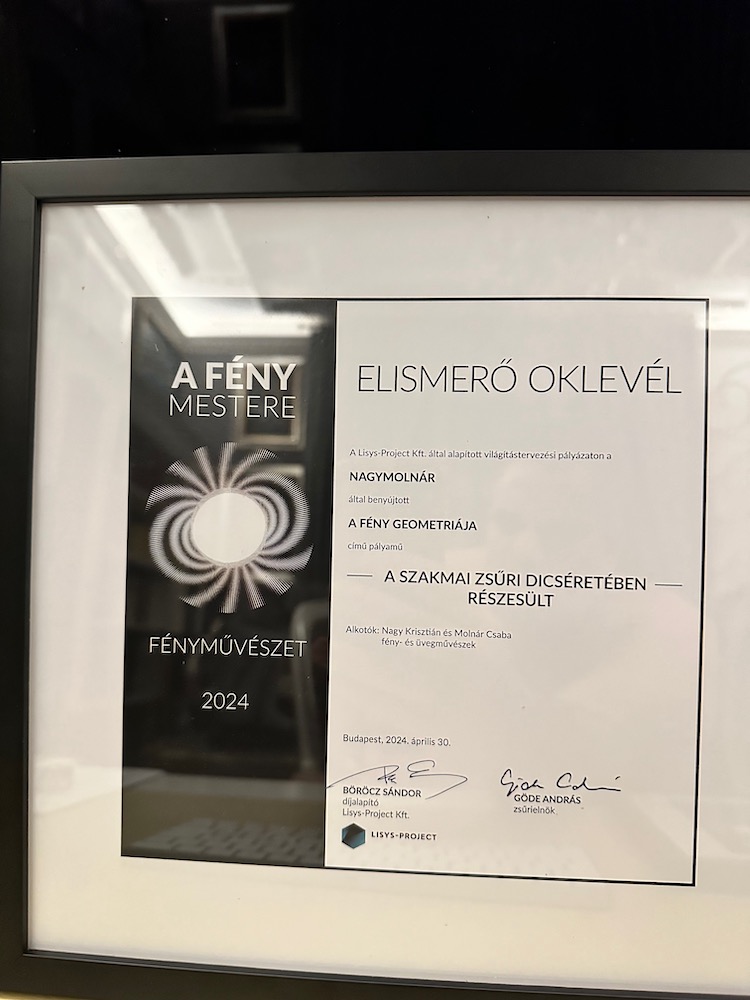 A FÉNY
MESTERE
FÉNYMŰVÉSZET
2024
ELISMERŐ OKLEVÉL
A Lisys-Project Kft. által alapított világítástervezési pályázaton a
NAGYMOLNÁR
által benyújtott
A FÉNY GEOMETRIÁJA
című pályamű
A SZAKMAI ZSŰRI DICSÉRETÉBEN
RÉSZESÜLT
Alkotók: Nagy Krisztián és Molnár Csaba
fény- és üvegművészek
Budapest, 2024. április 30.
BÖRÖCZ SÁNDOR
díjalapító
Lisys-Project Kft.
LISYS-PROJECT
GÖDE ANDRÁS
zsűrielnök